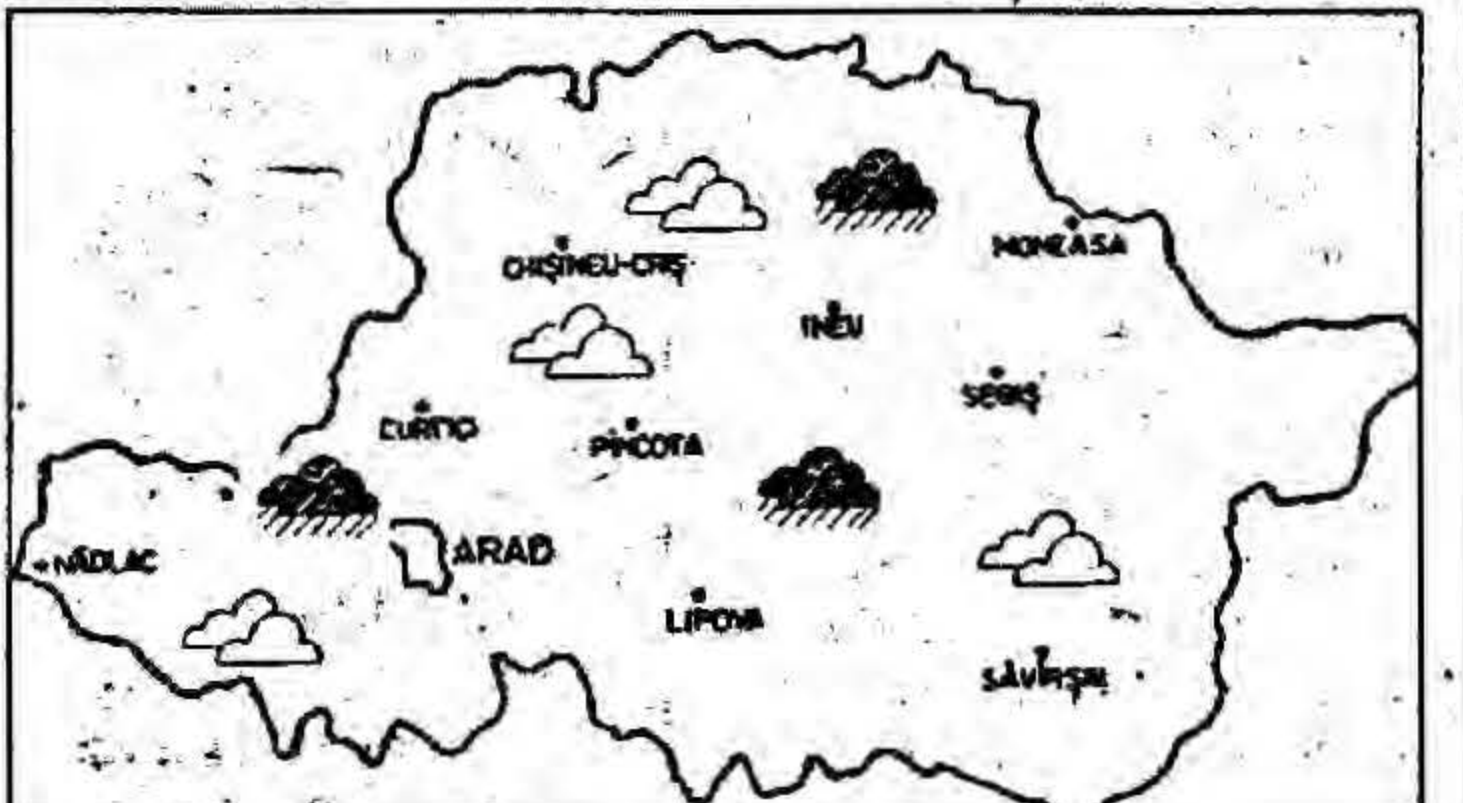 CHIȘINEU-CRIȘ
MONEASA
INEU
SEBIȘ
CURTICI
PÎNCOTA
NĂDLAC
ARAD
LIPOVA
SĂVÎRȘIN